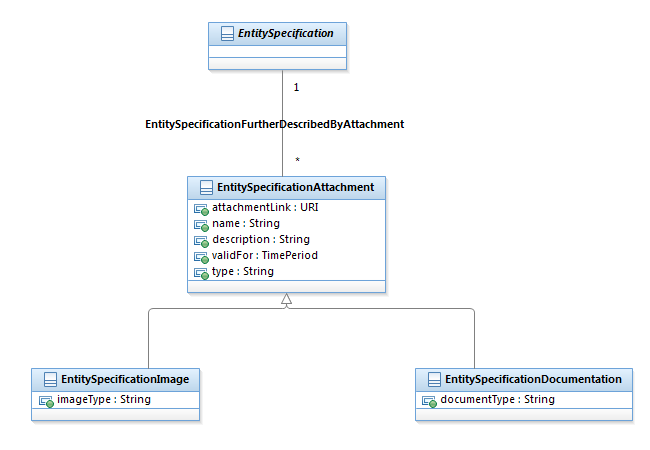 EntitySpecification
1
EntitySpecificationFurtherDescribedByAttachment
*
EntitySpecificationAttachment
attachmentLink : URI
name : String
description : String
validFor : TimePeriod
type : String
EntitySpecificationImage
imageType : String
EntitySpecificationDocumentation
documentType : String